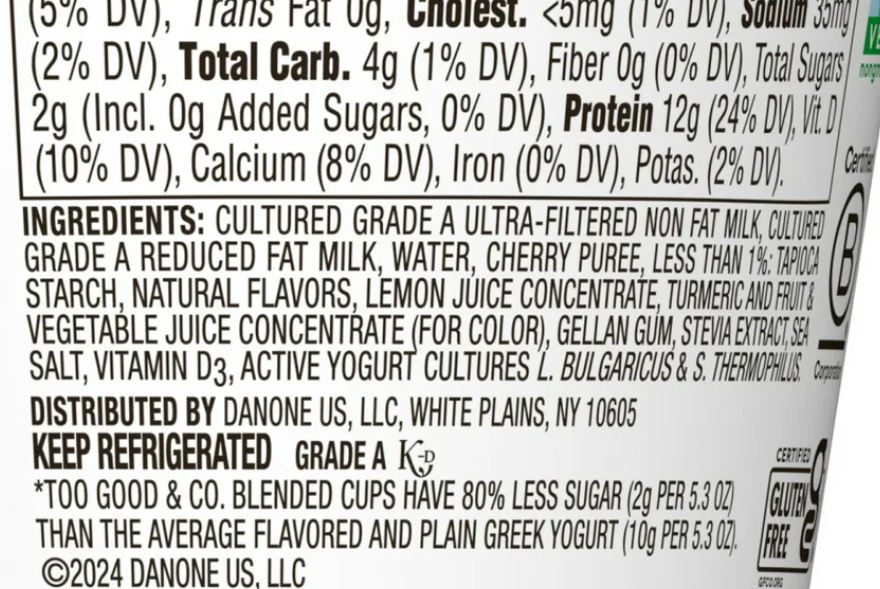 (5% DV), Trans Fat 0g, Cholest. <5mg (1% DV), Sodium 35mg
(2% DV), Total Carb. 4g (1% DV), Fiber 0g (0% DV), Total Sugars
2g (Incl. 0g Added Sugars, 0% DV), Protein 12g (24% DV), Vit. D
(10% DV), Calcium (8% DV), Iron (0% DV), Potas. (2% DV).
INGREDIENTS: CULTURED GRADE A ULTRA-FILTERED NON FAT MILK, CULTURED
GRADE A REDUCED FAT MILK, WATER, CHERRY PUREE, LESS THAN 1%: TAPIOCA
STARCH, NATURAL FLAVORS, LEMON JUICE CONCENTRATE, TURMERIC AND FRUIT &
VEGETABLE JUICE CONCENTRATE (FOR COLOR), GELLAN GUM, STEVIA EXTRACT, SEA
SALT, VITAMIN D3, ACTIVE YOGURT CULTURES L. BULGARICUS & S. THERMOPHILUS.
DISTRIBUTED BY DANONE US, LLC, WHITE PLAINS, NY 10605
KEEP REFRIGERATED GRADE A K-D
*TOO GOOD & CO. BLENDED CUPS HAVE 80% LESS SUGAR (2g PER 5.3 OZ)
THAN THE AVERAGE FLAVORED AND PLAIN GREEK YOGURT (10g PER 5.3 OZ).
©2024 DANONE US, LLC
Certified
B
CERTIFIED
GLUTEN
FREE
GFCO.ORG